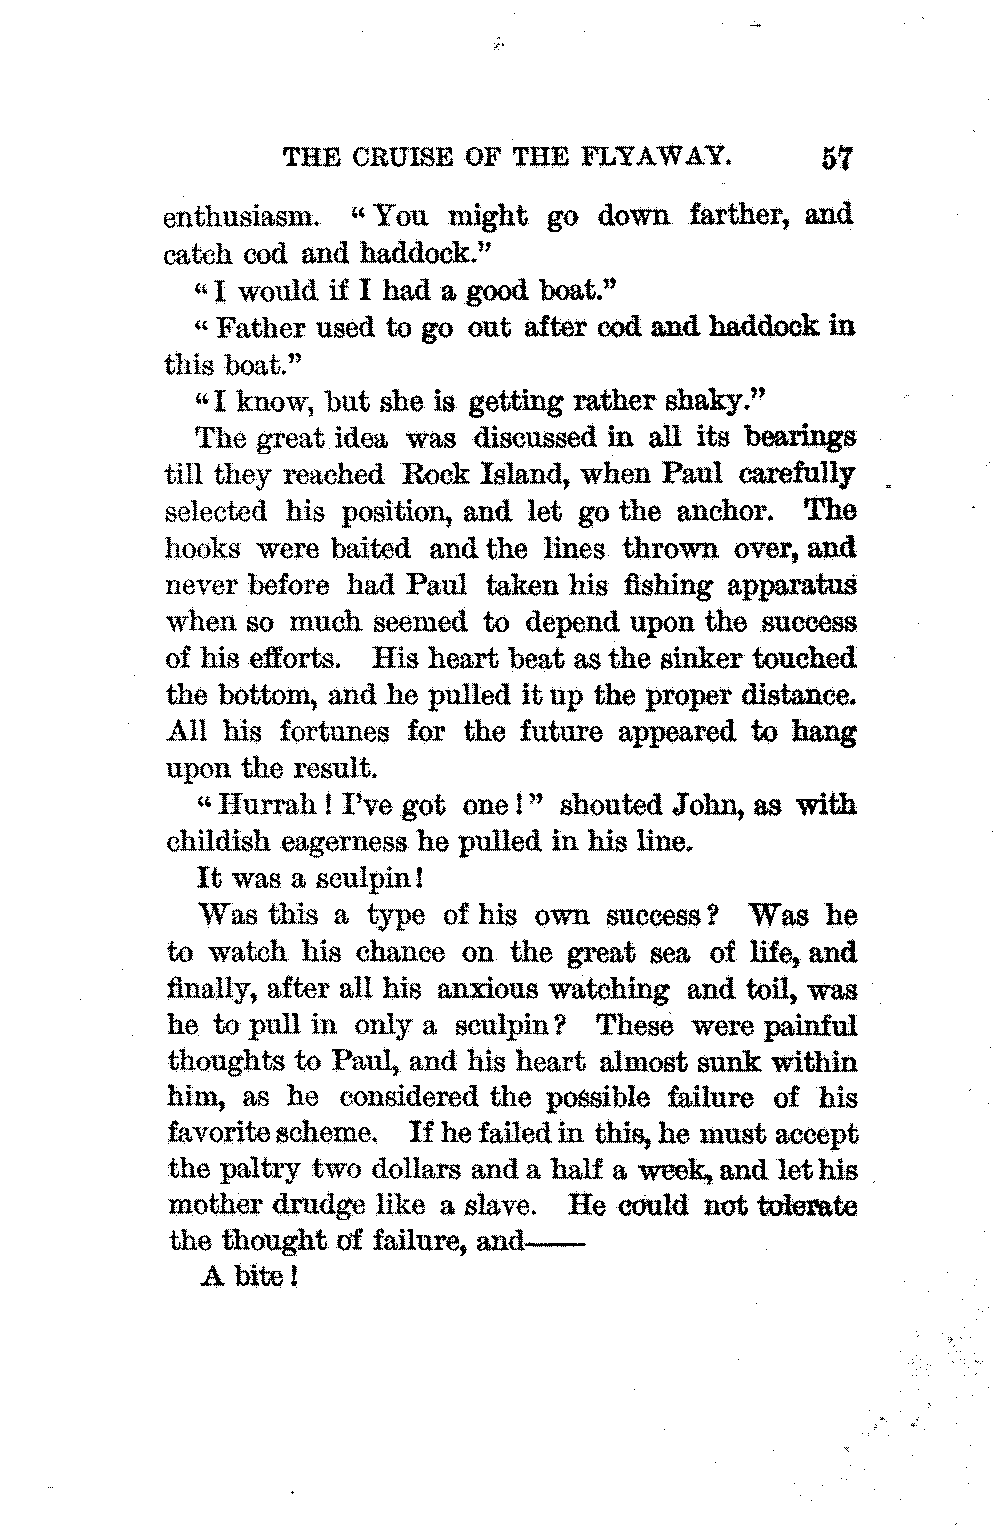 THE CRUISE OF THE FLYAWAY. 57
enthusiasm. “You might go down farther, and
catch cod and haddock.”
“I would if I had a good boat.”
“Father used to go out after cod and haddock in
this boat.”
“I know, but she is getting rather shaky.”
The great idea was discussed in all its bearings
till they reached Rock Island, when Paul carefully
selected his position, and let go the anchor. The
hooks were baited and the lines thrown over, and
never before had Paul taken his fishing apparatus
when so much seemed to depend upon the success
of his efforts. His heart beat as the sinker touched
the bottom, and he pulled it up the proper distance.
All his fortunes for the future appeared to hang
upon the result.
“Hurrah! I’ve got one!” shouted John, as with
childish eagerness he pulled in his line.
It was a sculpin!
Was this a type of his own success? Was he
to watch his chance on the great sea of life, and
finally, after all his anxious watching and toil, was
he to pull in only a sculpin? These were painful
thoughts to Paul, and his heart almost sunk within
him, as he considered the possible failure of his
favorite scheme. If he failed in this, he must accept
the paltry two dollars and a half a week, and let his
mother drudge like a slave. He could not tolerate
the thought of failure, and——
A bite!